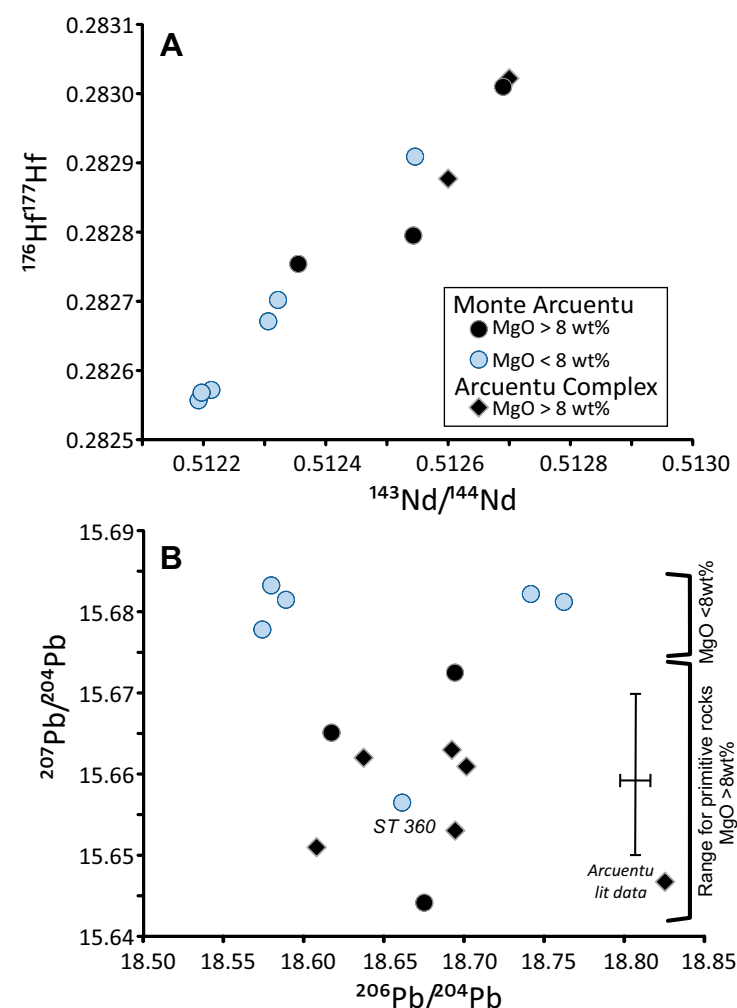 A
0.2831
0.2830
0.2829
0.2828
0.2827
0.2826
0.2825
¹⁷⁶Hf¹⁷⁷Hf
Monte Arcuentu
MgO > 8 wt%
MgO < 8 wt%
Arcuentu Complex
MgO > 8 wt%
0.5122 0.5124 0.5126 0.5128 0.5130
¹⁴³Nd/¹⁴⁴Nd
B
15.69
15.68
15.67
15.66
15.65
15.64
²⁰⁷Pb/²⁰⁴Pb
ST 360
Arcuentu
lit data
MgO <8wt%
Range for primitive rocks
MgO >8wt%
18.50 18.55 18.60 18.65 18.70 18.75 18.80 18.85
²⁰⁶Pb/²⁰⁴Pb